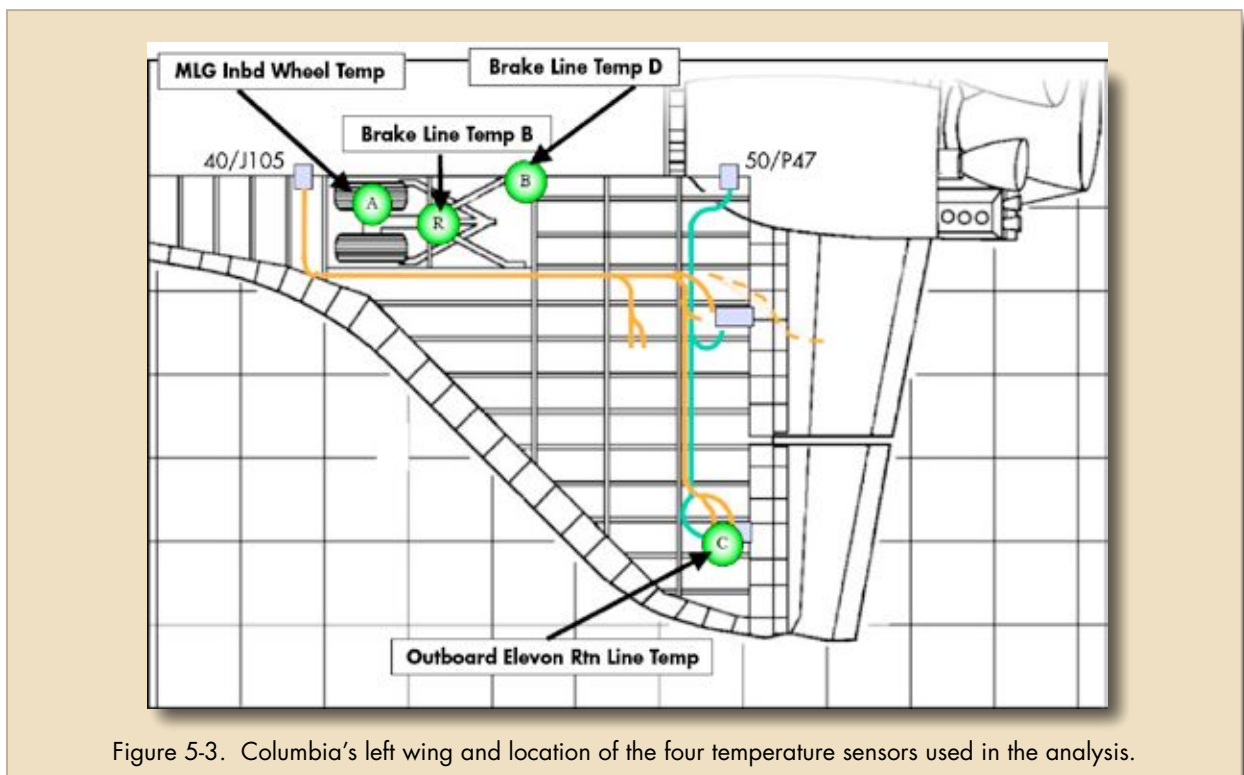 MLG Inbd Wheel Temp
Brake Line Temp D
Brake Line Temp B
40/J105
50/P47
A
R
B
C
Outboard Elevon Rtn Line Temp
Figure 5-3. Columbia's left wing and location of the four temperature sensors used in the analysis.